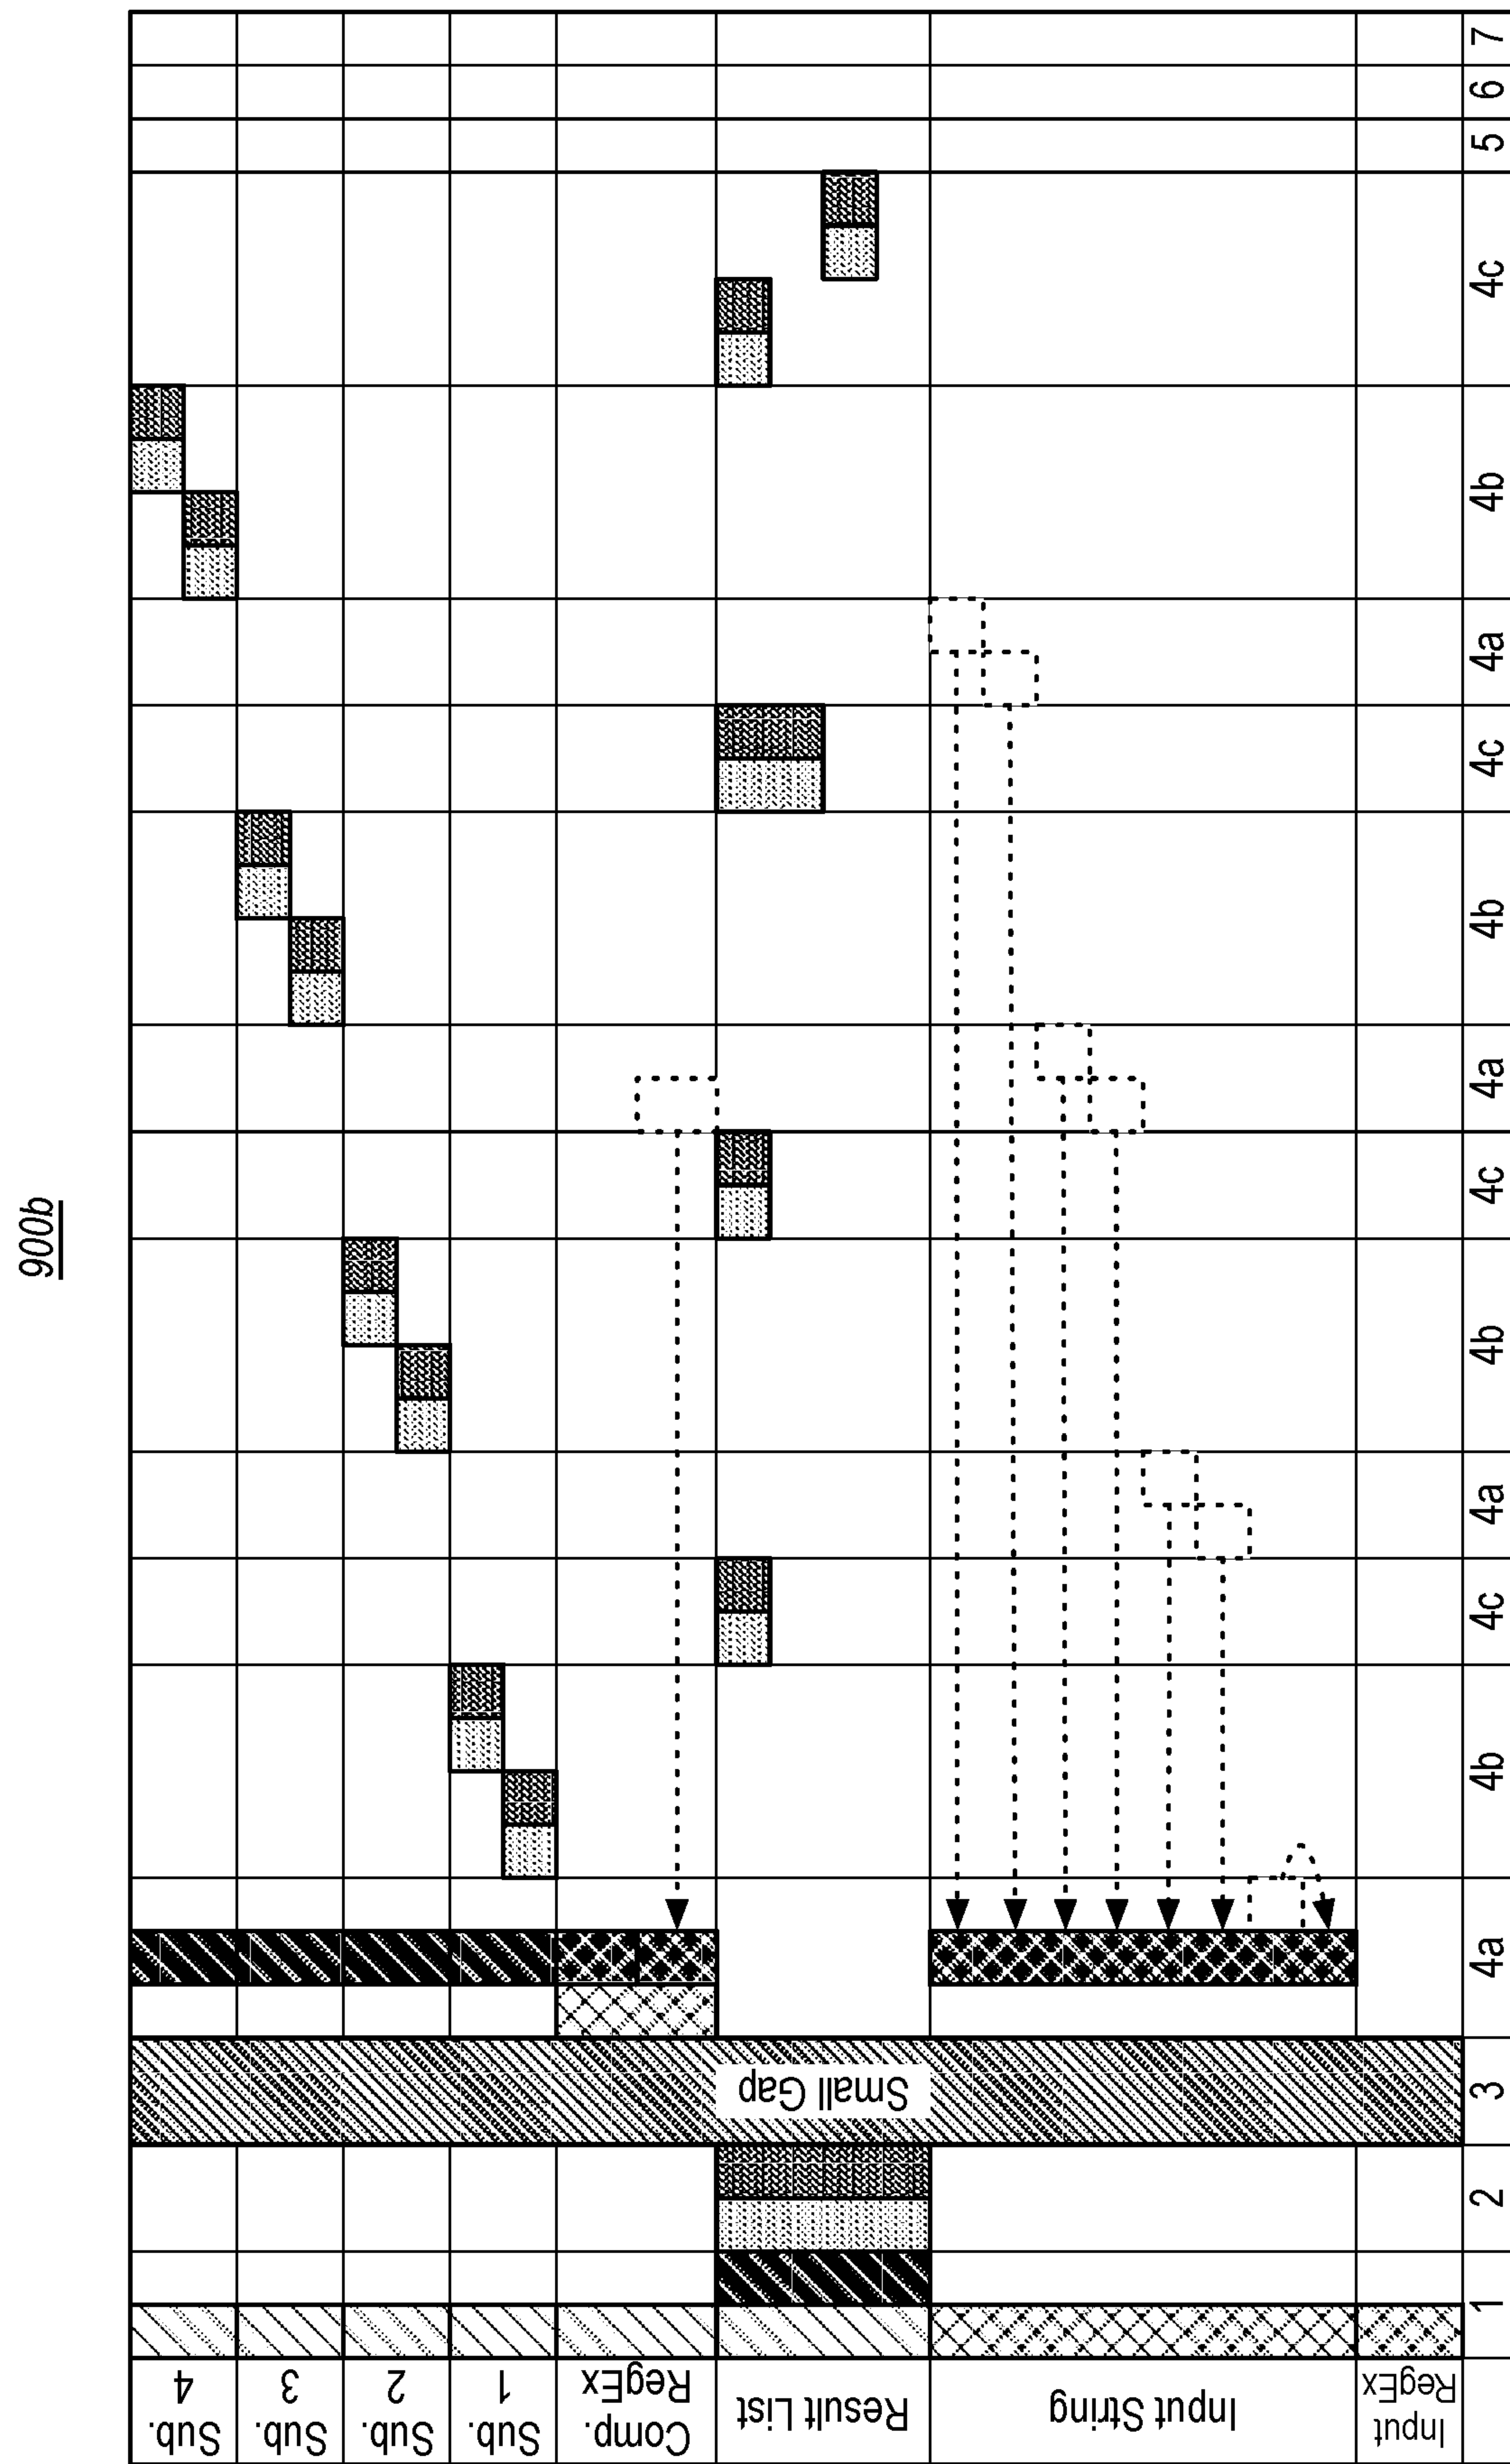 900b
Sub.
4
Sub.
3
Sub.
2
Sub.
1
Comp.
RegEx
Result List
Small Gap
Input String
Input
RegEx
1 2 3 4a 4b 4c 4a 4b 4c 4a 4b 4c 4a 4b 4c 5 6 7